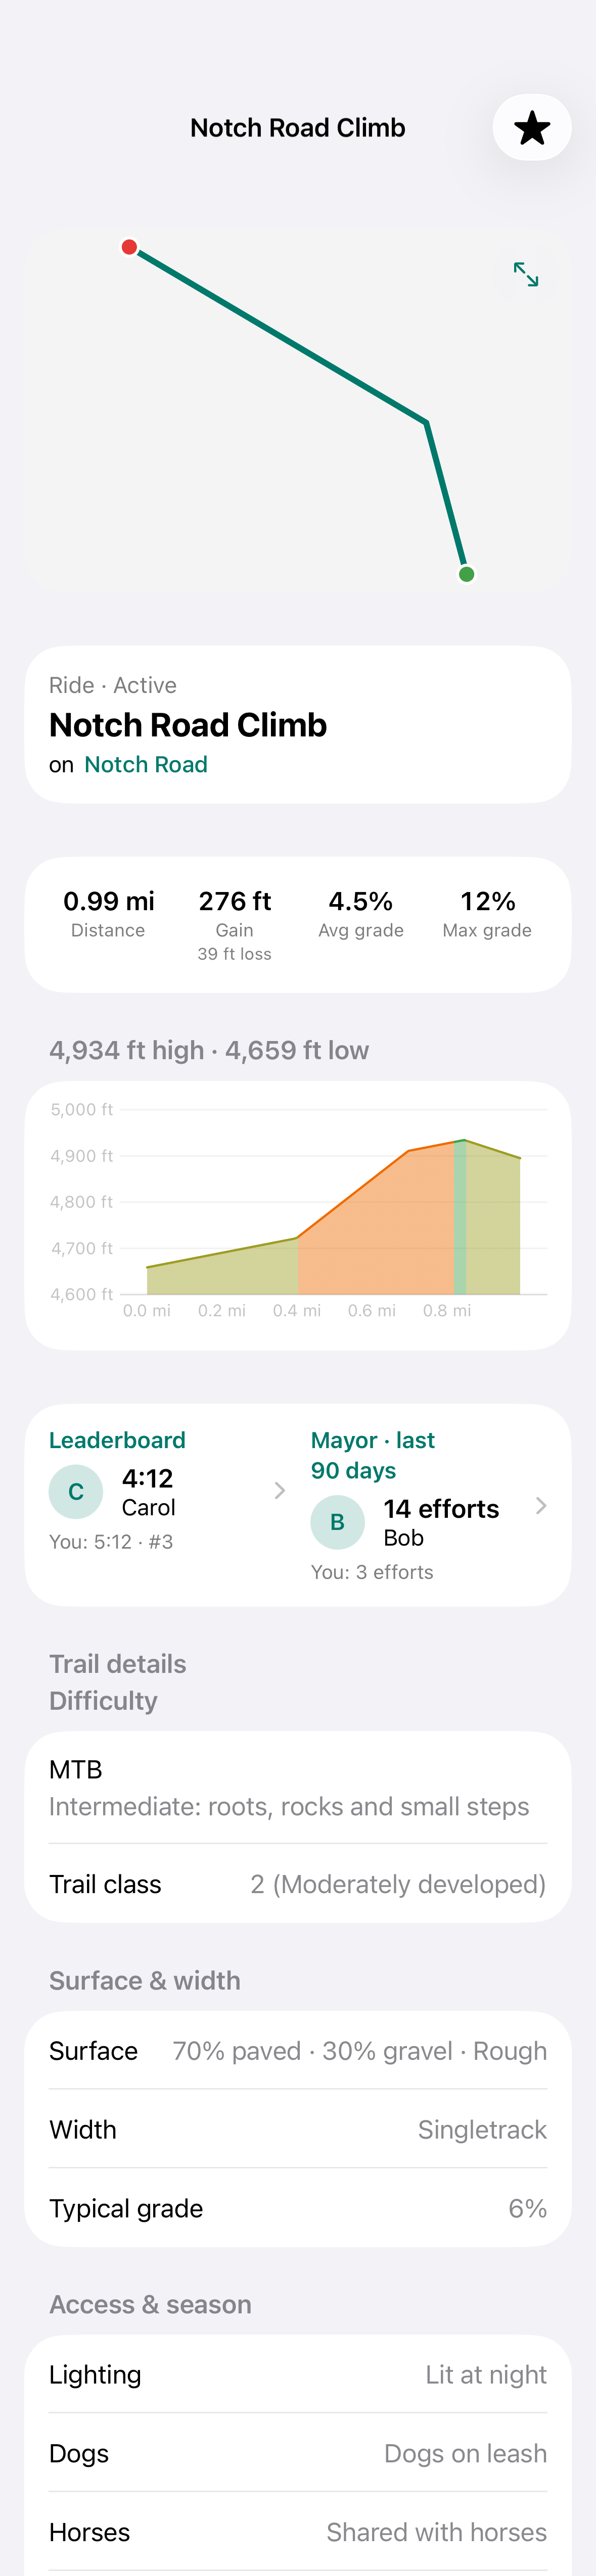 Notch Road Climb
Ride · Active
Notch Road Climb
on Notch Road
0.99 mi
Distance
276 ft
Gain
39 ft loss
4.5%
Avg grade
12%
Max grade
4,934 ft high · 4,659 ft low
5,000 ft
4,900 ft
4,800 ft
4,700 ft
4,600 ft
0.0 mi 0.2 mi 0.4 mi 0.6 mi 0.8 mi
Leaderboard
C
4:12
Carol
You: 5:12 · #3
Mayor · last
90 days
B
14 efforts
Bob
You: 3 efforts
Trail details
Difficulty
MTB
Intermediate: roots, rocks and small steps
Trail class 2 (Moderately developed)
Surface & width
Surface 70% paved · 30% gravel · Rough
Width Singletrack
Typical grade 6%
Access & season
Lighting Lit at night
Dogs Dogs on leash
Horses Shared with horses